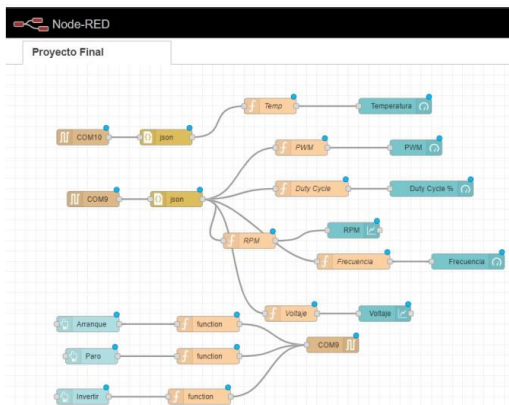 Node-RED
Proyecto Final
Temp
Temperatura
COM10
json
PWM
PWM
Duty Cycle
Duty Cycle %
COM9
json
RPM
RPM
Frecuencia
Frecuencia
Voltaje
Voltaje
Arranque
function
COM9
Paro
function
Invertir
function